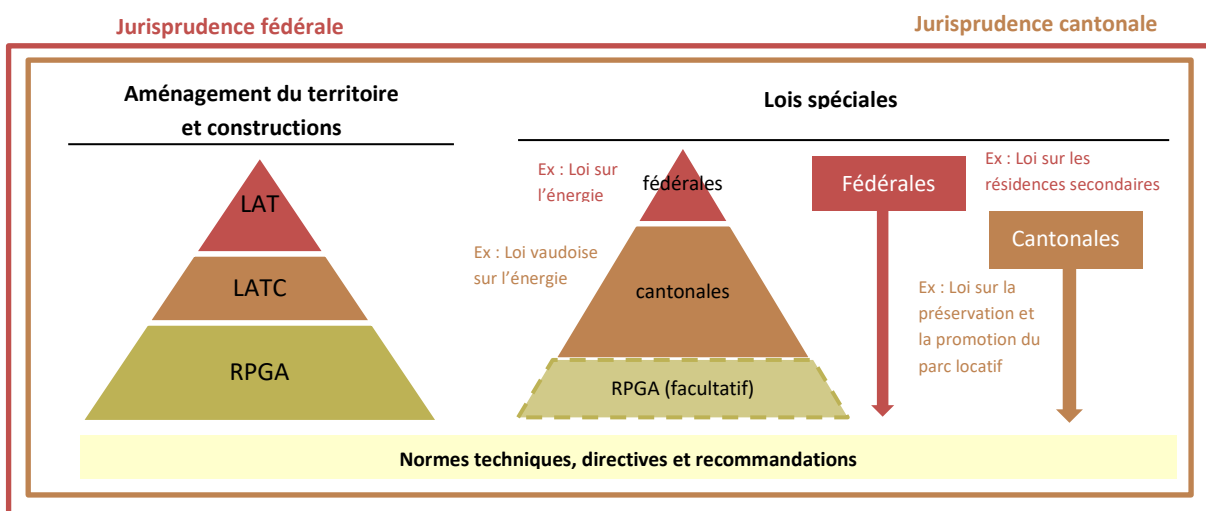 Jurisprudence fédérale
Jurisprudence cantonale
Aménagement du territoire
et constructions
LAT
LATC
RPGA
Lois spéciales
Ex : Loi sur
l’énergie
fédérales
Ex : Loi vaudoise
sur l’énergie
cantonales
RPGA (facultatif)
Fédérales
Ex : Loi sur les
résidences secondaires
Cantonales
Ex : Loi sur la
préservation et
la promotion du
parc locatif
Normes techniques, directives et recommandations